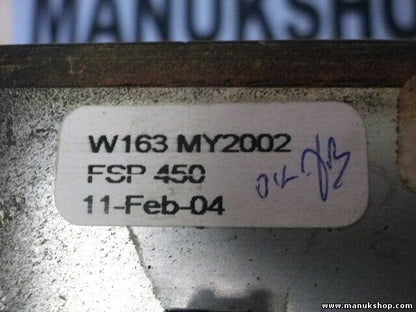 MANUKSHOP
W163 MY2002
FSP 450
11-Feb-04
www.manukshop.com